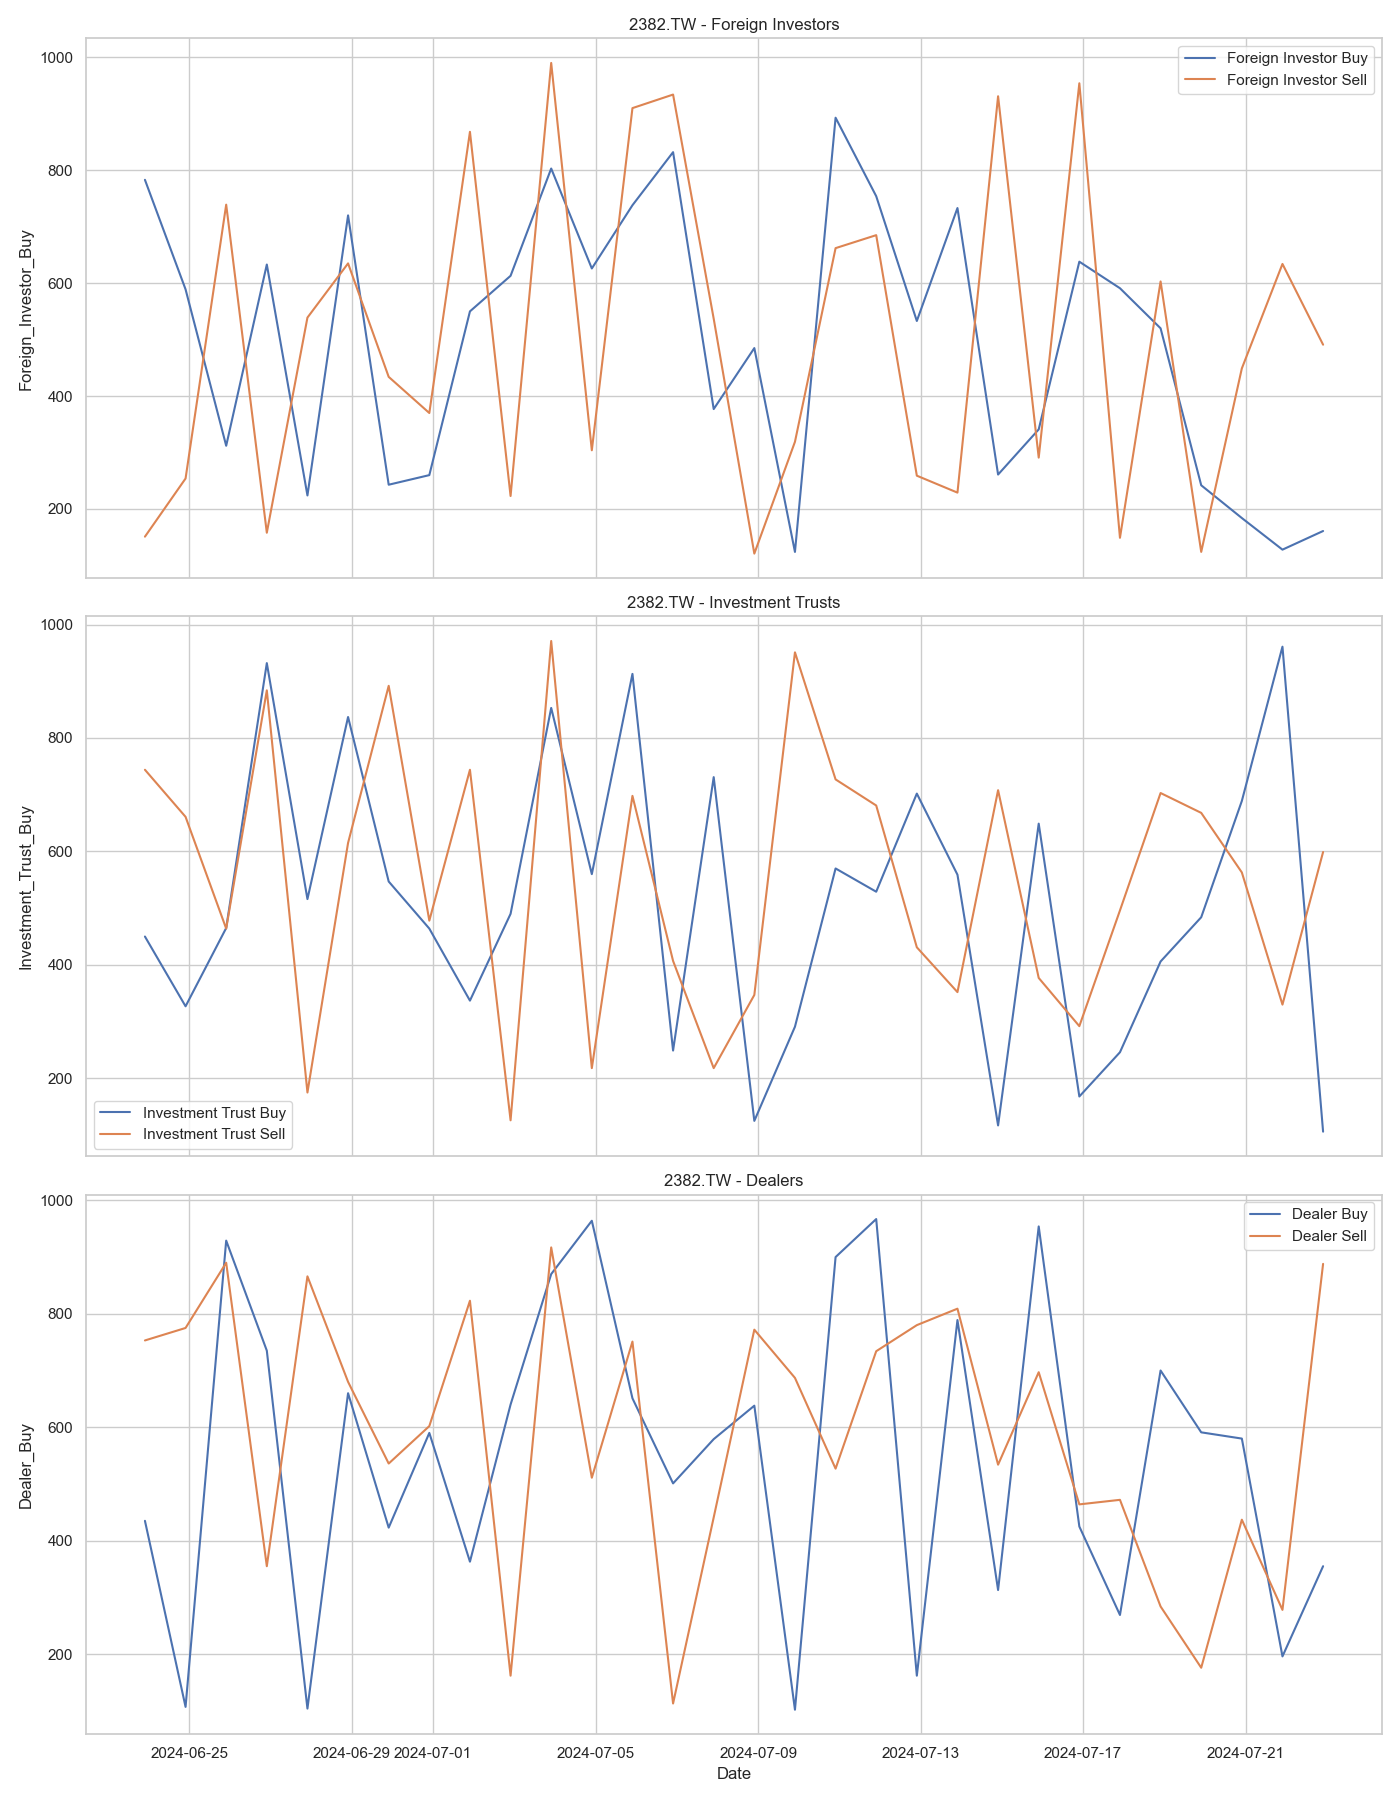 2382.TW - Foreign Investors
1000
800
600
400
200
Foreign_Investor_Buy
Foreign Investor Buy
Foreign Investor Sell
2382.TW - Investment Trusts
1000
800
600
400
200
Investment_Trust_Buy
Investment Trust Buy
Investment Trust Sell
2382.TW - Dealers
1000
800
600
400
200
Dealer_Buy
Dealer Buy
Dealer Sell
2024-06-25 2024-06-29 2024-07-01 2024-07-05 2024-07-09 2024-07-13 2024-07-17 2024-07-21
Date